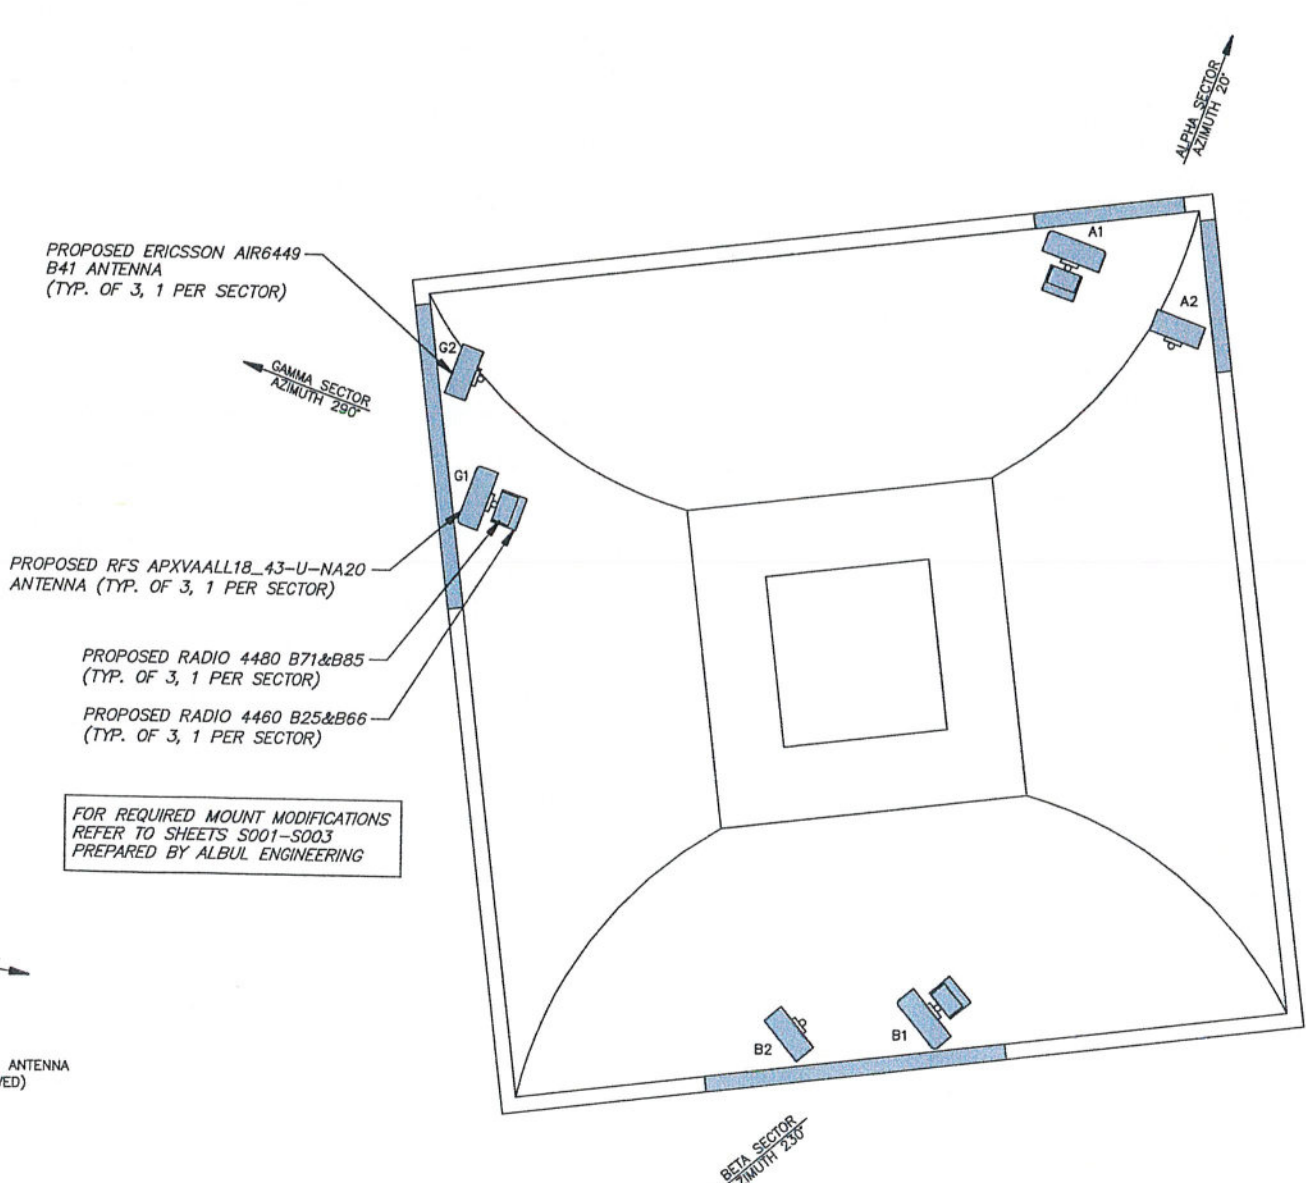 ALPHA SECTOR
AZIMUTH 20°
PROPOSED ERICSSON AIR6449
B41 ANTENNA
(TYP. OF 3, 1 PER SECTOR)
A1
A2
G2
GAMMA SECTOR
AZIMUTH 290°
G1
PROPOSED RFS APXVAALL18_43-U-NA20
ANTENNA (TYP. OF 3, 1 PER SECTOR)
PROPOSED RADIO 4480 B71&B85
(TYP. OF 3, 1 PER SECTOR)
PROPOSED RADIO 4460 B25&B66
(TYP. OF 3, 1 PER SECTOR)
FOR REQUIRED MOUNT MODIFICATIONS
REFER TO SHEETS S001-S003
PREPARED BY ALBUL ENGINEERING
B2
B1
ANTENNA
VED)
BETA SECTOR
AZIMUTH 230°